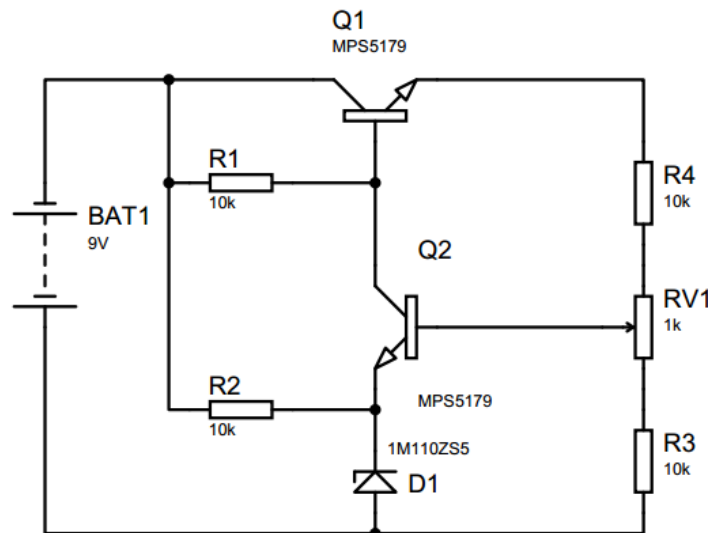 Q1
MPS5179
R1
10k
R4
10k
BAT1
9V
Q2
RV1
1k
R2
10k
MPS5179
1M110ZS5
R3
10k
D1